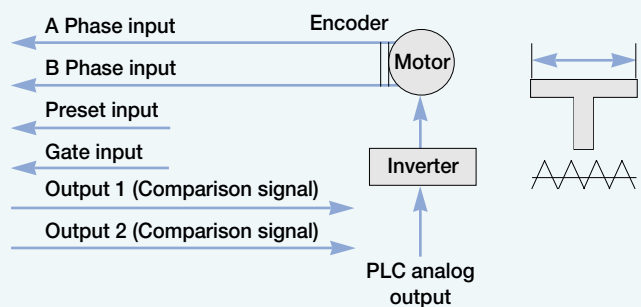 A Phase input
Encoder
B Phase input
Motor
Preset input
Gate input
Inverter
Output 1 (Comparison signal)
Output 2 (Comparison signal)
PLC analog
output